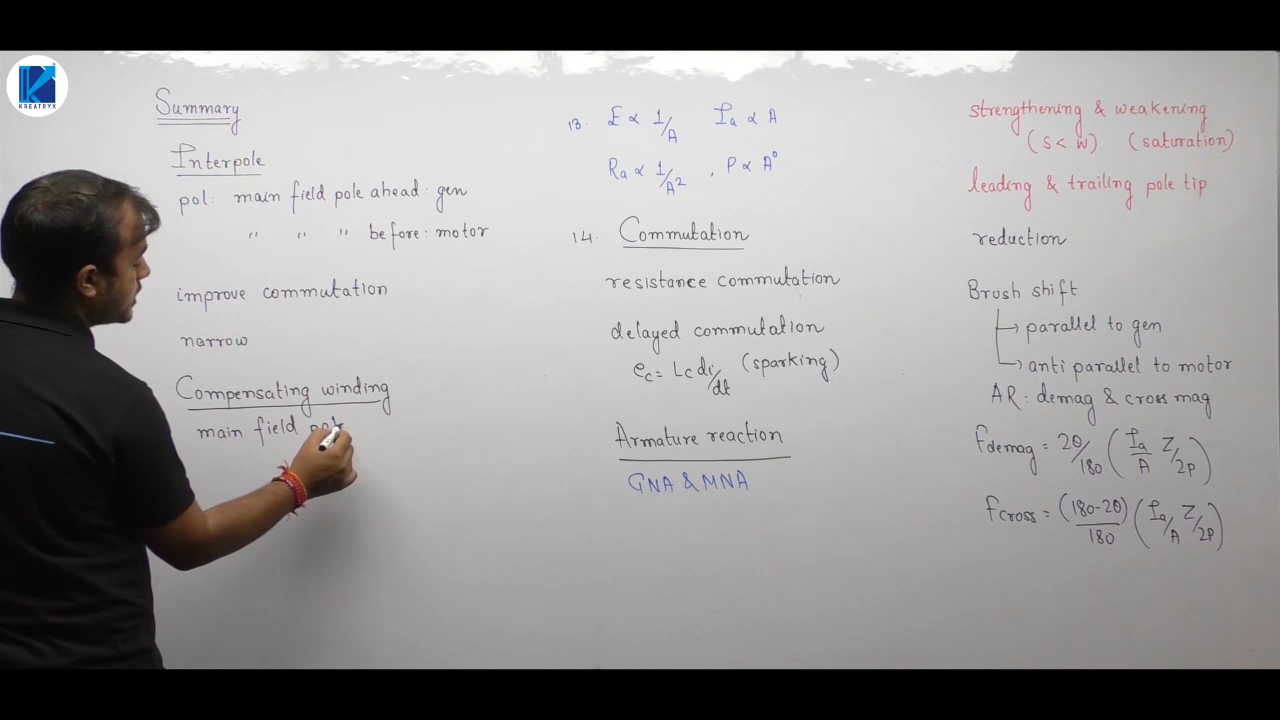 KREATRYX
Summary
Interpole
pol: main field pole ahead: gen
" " " before: motor
improve commutation
narrow
Compensating winding
main field
13. E ∝ 1/A Ia ∝ A
Ra ∝ 1/A², P ∝ A⁰
14. Commutation
resistance commutation
delayed commutation
ec = Lc di/dt (sparking)
Armature reaction
GNA & MNA
strengthening & weakening
(S < W) (saturation)
leading & trailing pole tip
reduction
Brush shift
→ parallel to gen
→ anti parallel to motor
AR: demag & cross mag
Fdemag = 2θ/180 (Ia/A Z/2P)
Fcross = (180-2θ)/180 (Ia/A Z/2P)